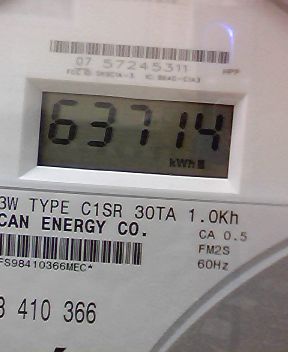 07 57245311 MPP
63714
kWh
3W TYPE C1SR 30TA 1.0Kh
CAN ENERGY CO.
CA 0.5
FM2S
FS98410366MEC*
60Hz
3 410 366